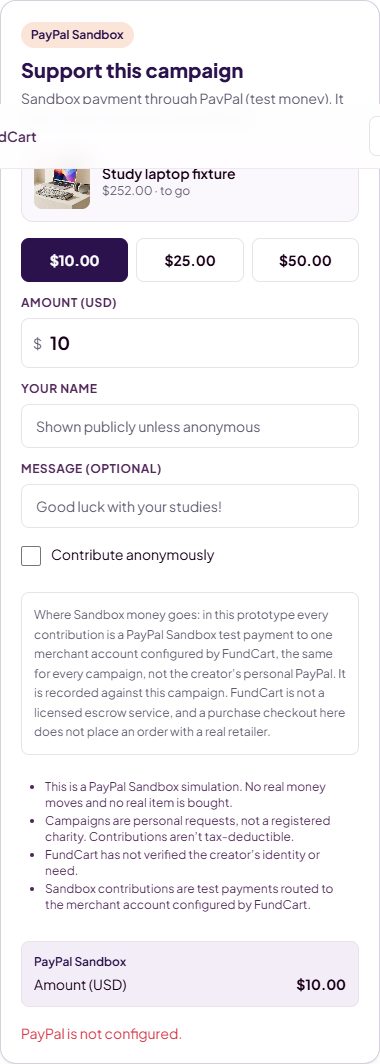 PayPal Sandbox
Support this campaign
Sandbox payment through PayPal (test money). It
dCart
Study laptop fixture
$252.00 · to go
$10.00
$25.00
$50.00
AMOUNT (USD)
$ 10
YOUR NAME
Shown publicly unless anonymous
MESSAGE (OPTIONAL)
Good luck with your studies!
Contribute anonymously
Where Sandbox money goes: in this prototype every
contribution is a PayPal Sandbox test payment to one
merchant account configured by FundCart, the same
for every campaign, not the creator's personal PayPal. It
is recorded against this campaign. FundCart is not a
licensed escrow service, and a purchase checkout here
does not place an order with a real retailer.
• This is a PayPal Sandbox simulation. No real money
moves and no real item is bought.
• Campaigns are personal requests, not a registered
charity. Contributions aren't tax-deductible.
• FundCart has not verified the creator's identity or
need.
• Sandbox contributions are test payments routed to
the merchant account configured by FundCart.
PayPal Sandbox
Amount (USD)
$10.00
PayPal is not configured.